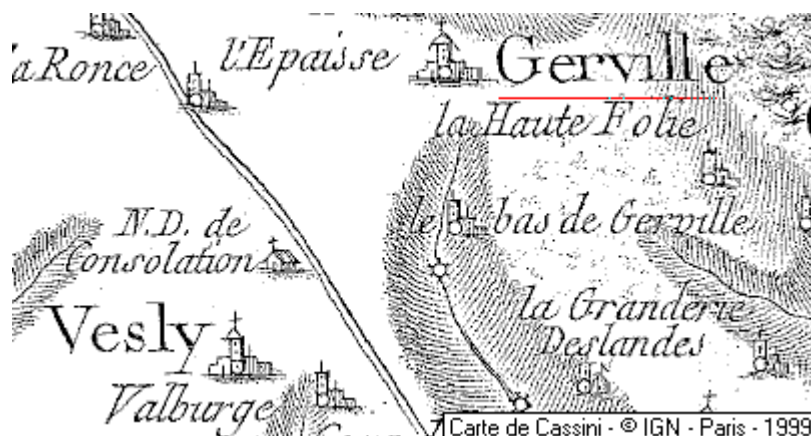 l'Epaisse
Gerville
la Ronce
la Haute Folie
N.D. de
Consolation
le bas de Gerville
la Granderie
Deslandes
Vesly
Valburge
Carte de Cassini - © IGN - Paris - 1999